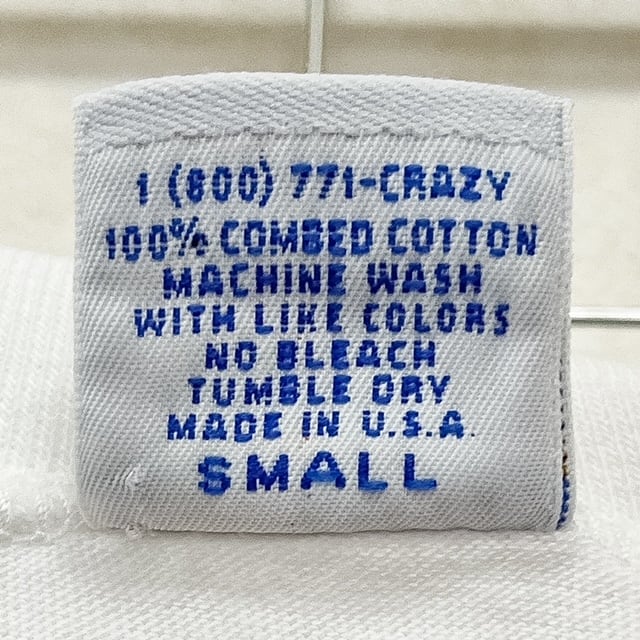 1 (800) 771-CRAZY
100% COMBED COTTON
MACHINE WASH
WITH LIKE COLORS
NO BLEACH
TUMBLE DRY
MADE IN U.S.A.
SMALL